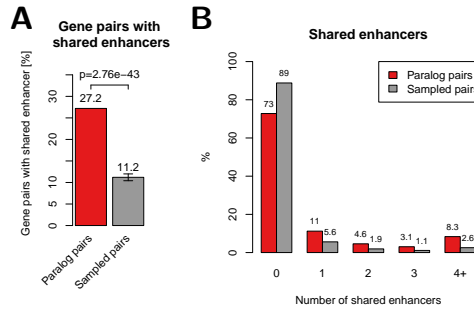 A
Gene pairs with
shared enhancers
Gene pairs with shared enhancer [%]
p=2.76e−43
27.2
11.2
0
5
10
20
30
Paralog pairs
Sampled pairs
B
Shared enhancers
%
0
20
40
60
80
100
Paralog pairs
Sampled pairs
73
89
11
5.6
4.6
1.9
3.1
1.1
8.3
2.6
0
1
2
3
4+
Number of shared enhancers